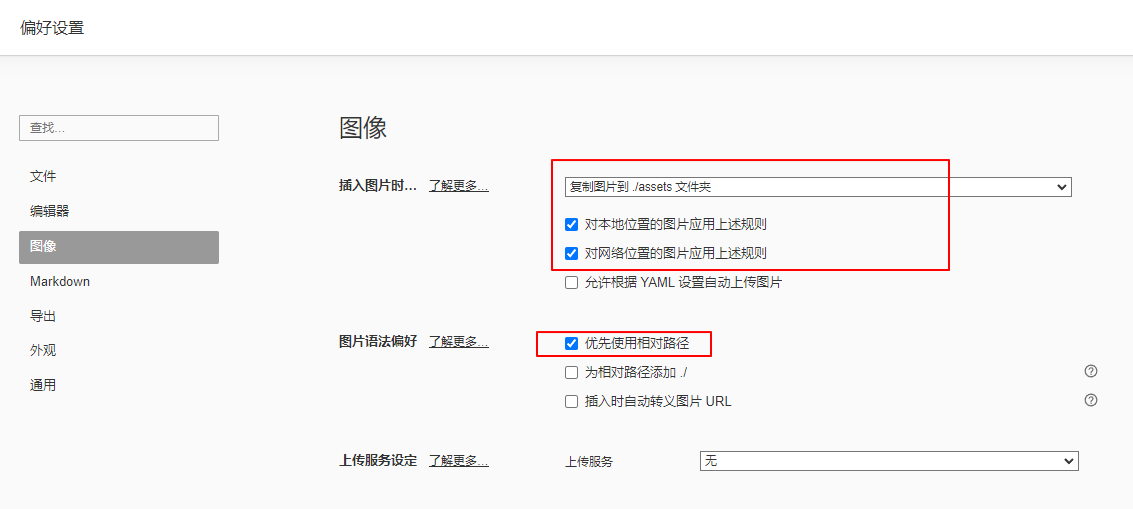 偏好设置
查找...
文件
编辑器
图像
Markdown
导出
外观
通用
图像
插入图片时... 了解更多... 复制图片到 ./assets 文件夹
对本地位置的图片应用上述规则
对网络位置的图片应用上述规则
允许根据 YAML 设置自动上传图片
图片语法偏好 了解更多... 优先使用相对路径
为相对路径添加 ./
插入时自动转义图片 URL
上传服务设定 了解更多... 上传服务 无